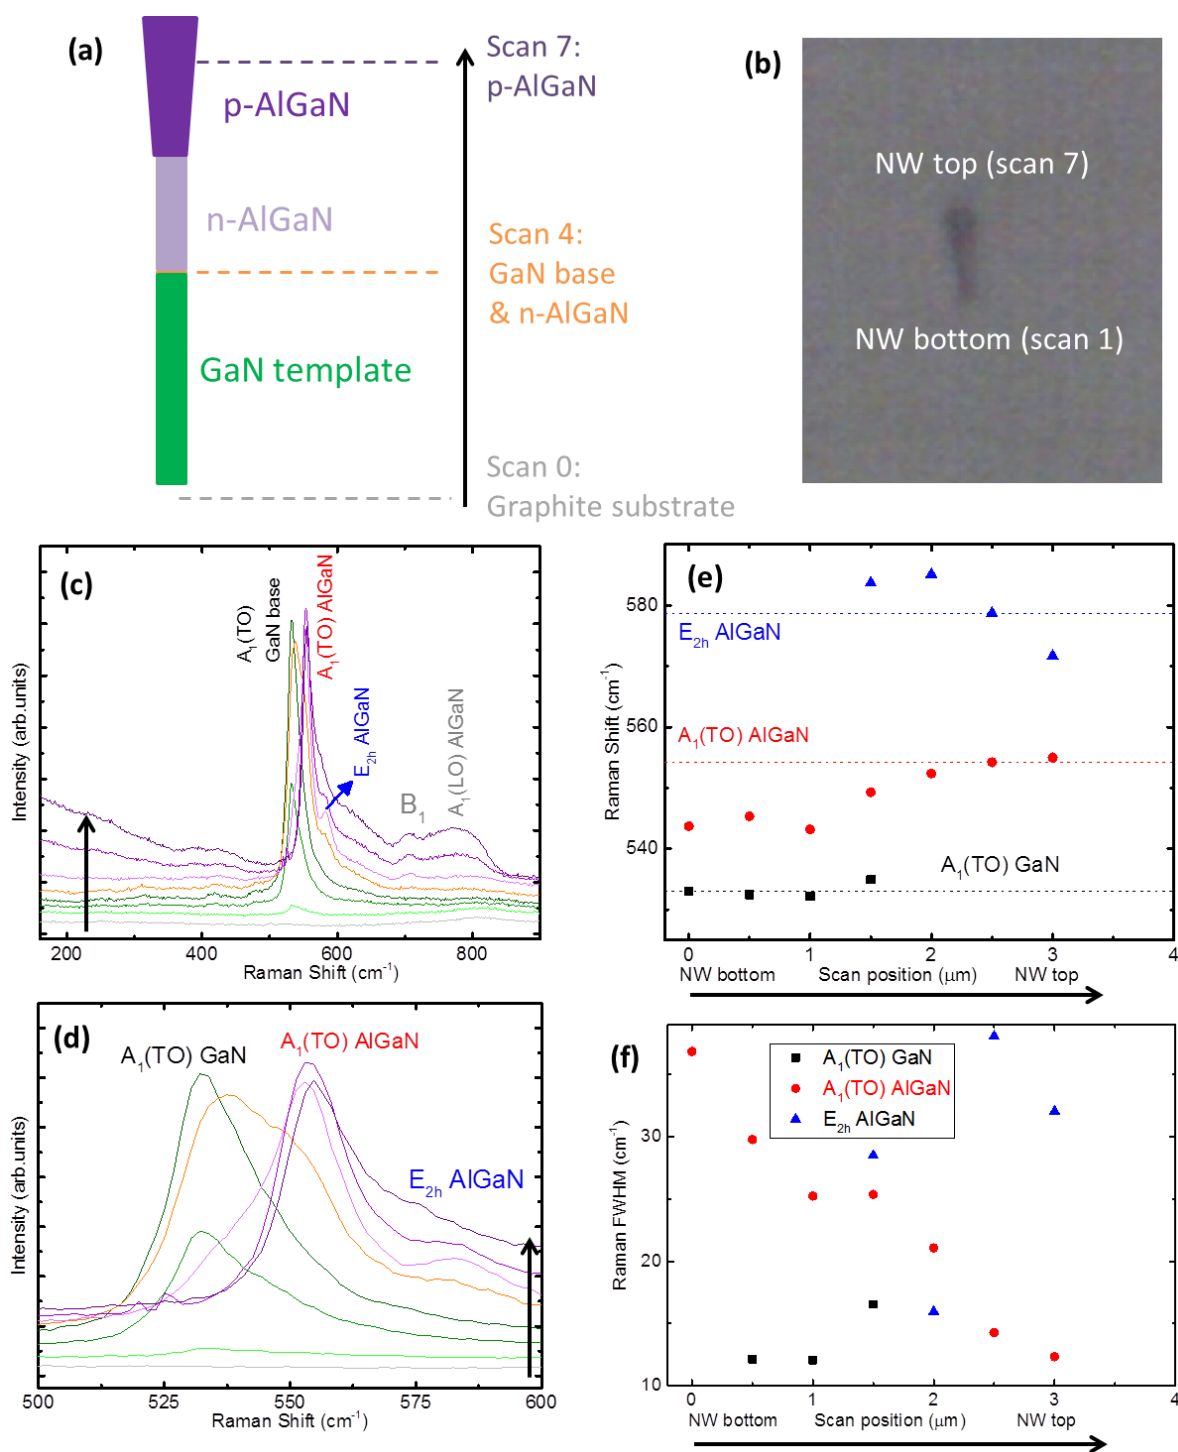 (a)
p-AlGaN
n-AlGaN
GaN template
Scan 7:
p-AlGaN
Scan 4:
GaN base
& n-AlGaN
Scan 0:
Graphite substrate
(b)
NW top (scan 7)
NW bottom (scan 1)
(c)
Intensity (arb.units)
A1(TO)
GaN base
A1(TO) AlGaN
E2h AlGaN
B1
A1(LO) AlGaN
200 400 600 800
Raman Shift (cm-1)
(d)
Intensity (arb.units)
A1(TO) GaN
A1(TO) AlGaN
E2h AlGaN
500 525 550 575 600
Raman Shift (cm-1)
(e)
Raman Shift (cm-1)
580
560
540
E2h AlGaN
A1(TO) AlGaN
A1(TO) GaN
0 1 2 3 4
NW bottom Scan position (μm) NW top
(f)
Raman FWHM (cm-1)
30
20
10
A1(TO) GaN
A1(TO) AlGaN
E2h AlGaN
0 1 2 3 4
NW bottom Scan position (μm) NW top